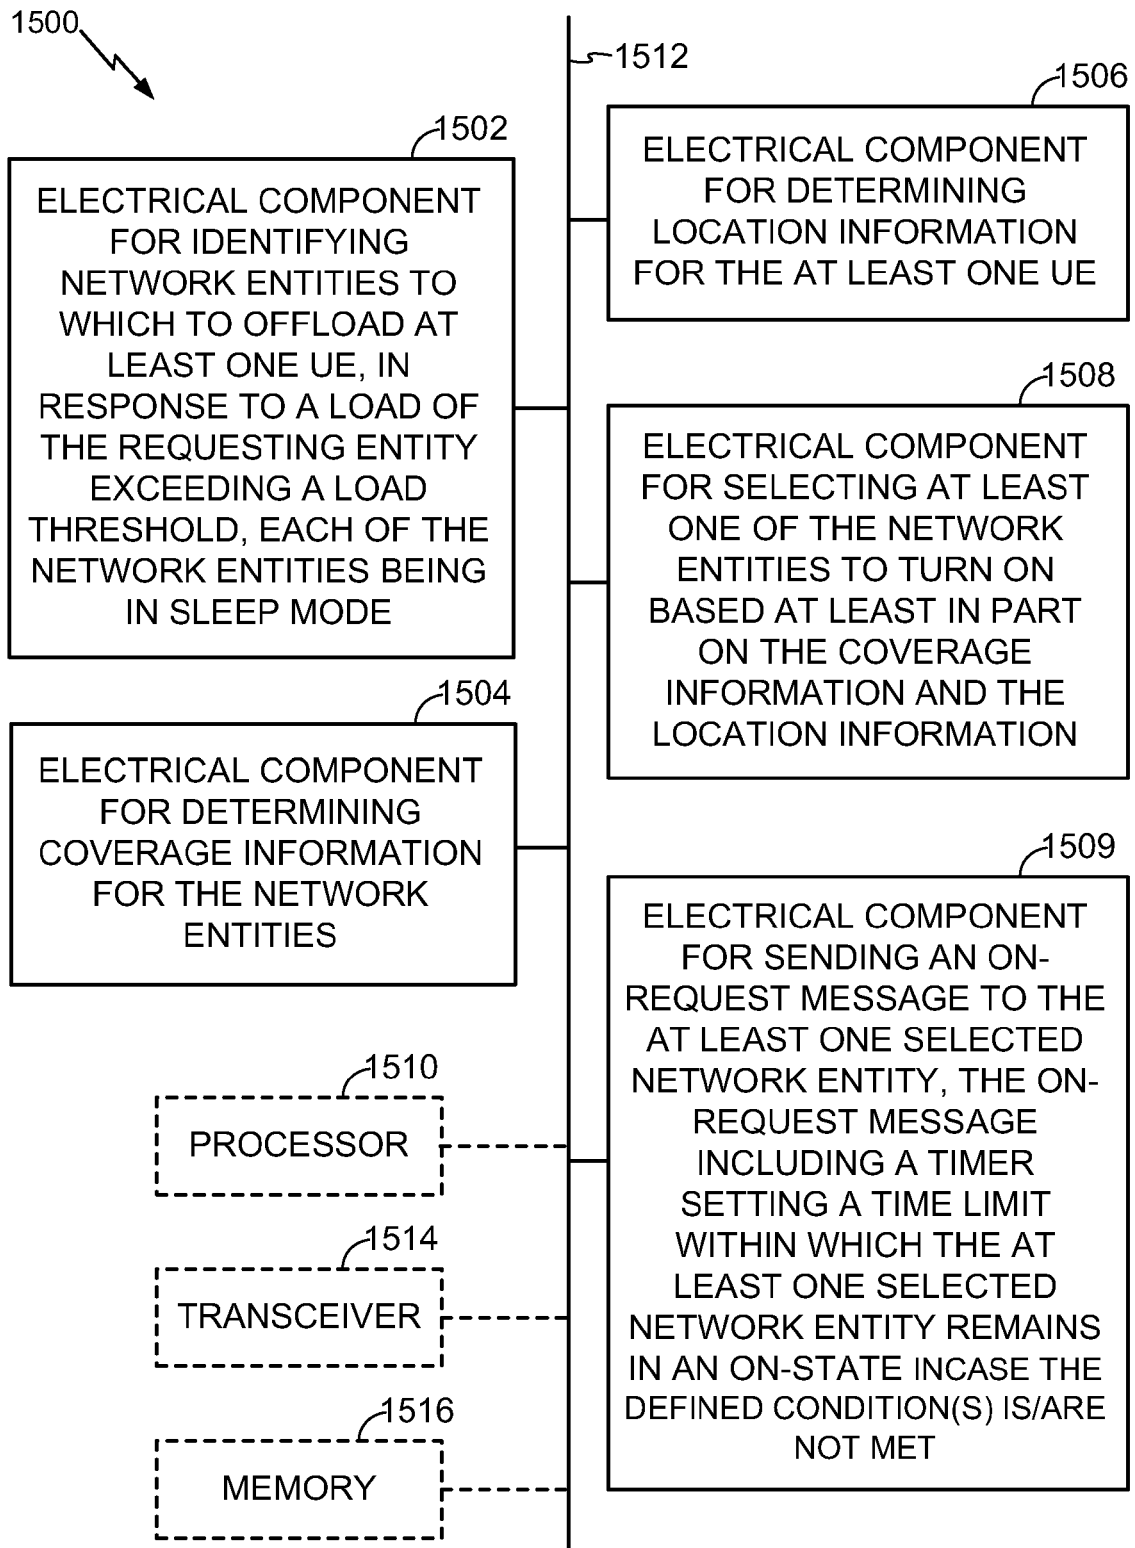 1500
1512
1502
ELECTRICAL COMPONENT
FOR IDENTIFYING
NETWORK ENTITIES TO
WHICH TO OFFLOAD AT
LEAST ONE UE, IN
RESPONSE TO A LOAD OF
THE REQUESTING ENTITY
EXCEEDING A LOAD
THRESHOLD, EACH OF THE
NETWORK ENTITIES BEING
IN SLEEP MODE
1504
ELECTRICAL COMPONENT
FOR DETERMINING
COVERAGE INFORMATION
FOR THE NETWORK
ENTITIES
1510
PROCESSOR
1514
TRANSCEIVER
1516
MEMORY
1506
ELECTRICAL COMPONENT
FOR DETERMINING
LOCATION INFORMATION
FOR THE AT LEAST ONE UE
1508
ELECTRICAL COMPONENT
FOR SELECTING AT LEAST
ONE OF THE NETWORK
ENTITIES TO TURN ON
BASED AT LEAST IN PART
ON THE COVERAGE
INFORMATION AND THE
LOCATION INFORMATION
1509
ELECTRICAL COMPONENT
FOR SENDING AN ON-
REQUEST MESSAGE TO THE
AT LEAST ONE SELECTED
NETWORK ENTITY, THE ON-
REQUEST MESSAGE
INCLUDING A TIMER
SETTING A TIME LIMIT
WITHIN WHICH THE AT
LEAST ONE SELECTED
NETWORK ENTITY REMAINS
IN AN ON-STATE INCASE THE
DEFINED CONDITION(S) IS/ARE
NOT MET